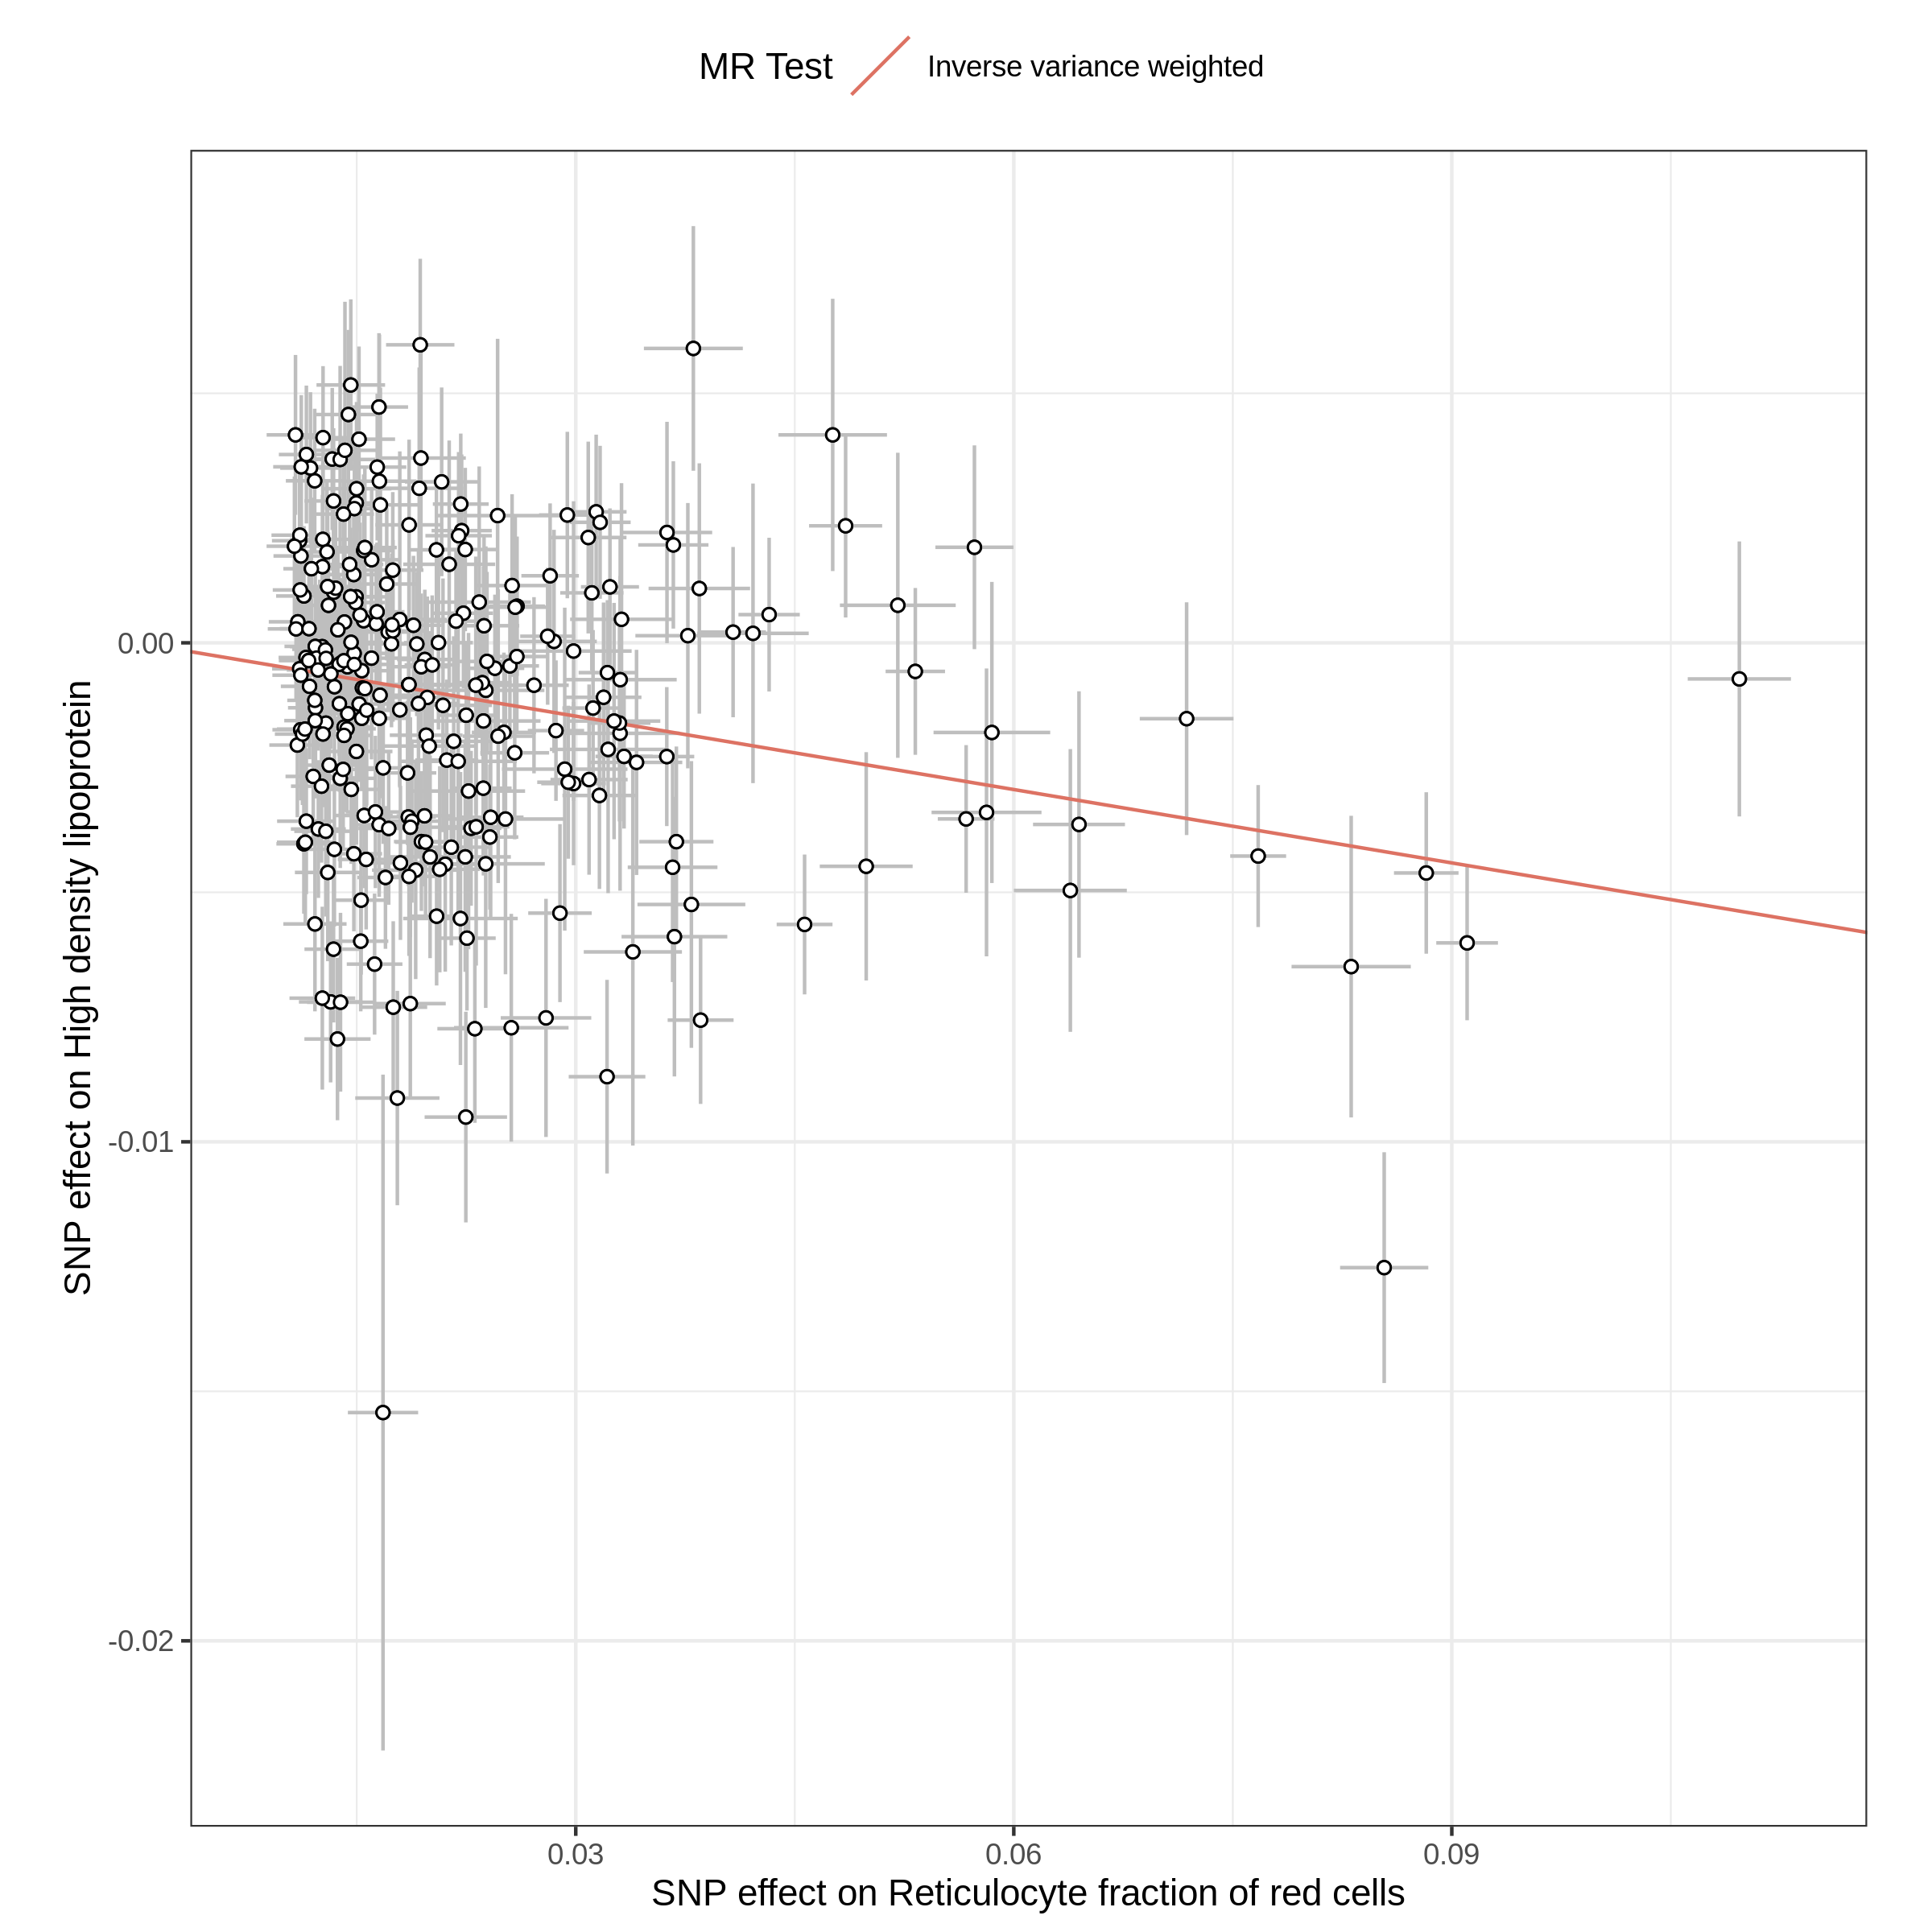 MR Test
Inverse variance weighted
SNP effect on High density lipoprotein
0.00
-0.01
-0.02
0.03
0.06
0.09
SNP effect on Reticulocyte fraction of red cells